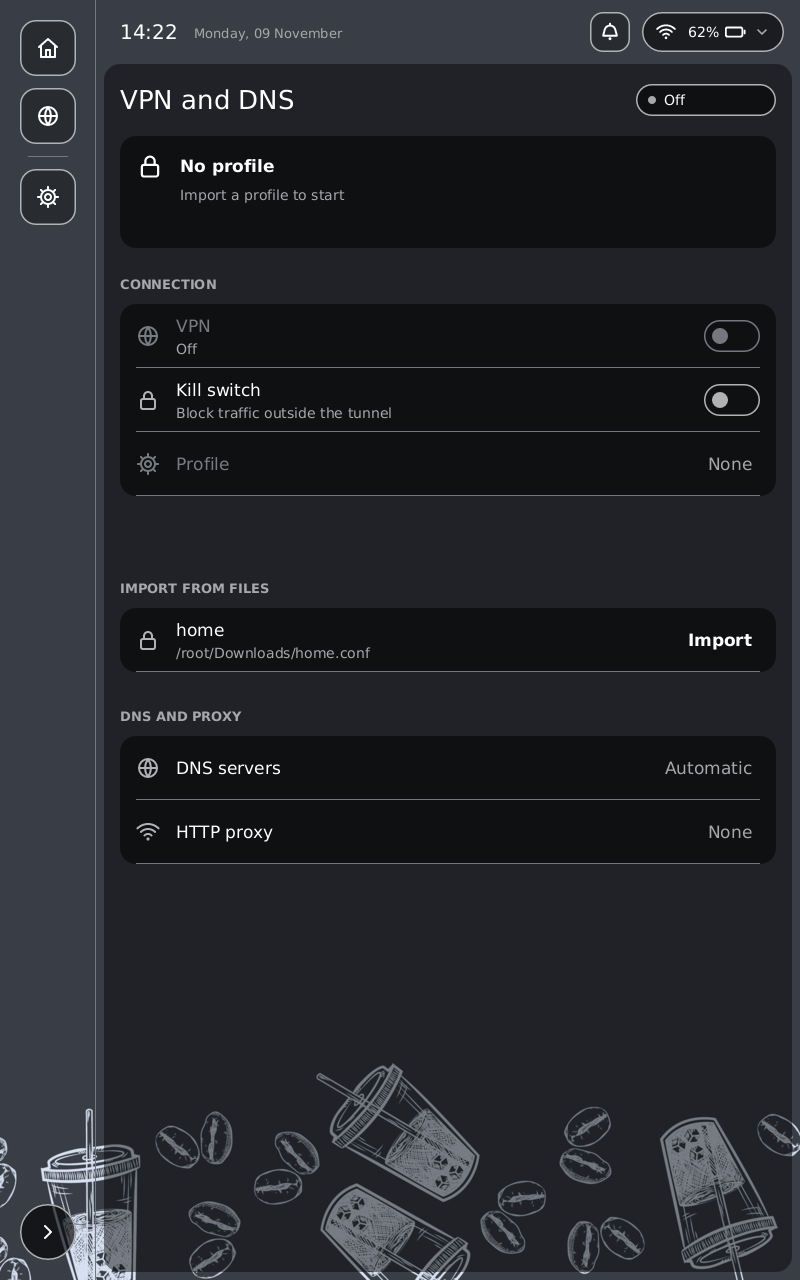 14:22 Monday, 09 November
62%
VPN and DNS
Off
No profile
Import a profile to start
CONNECTION
VPN
Off
Kill switch
Block traffic outside the tunnel
Profile None
IMPORT FROM FILES
home
/root/Downloads/home.conf
Import
DNS AND PROXY
DNS servers Automatic
HTTP proxy None